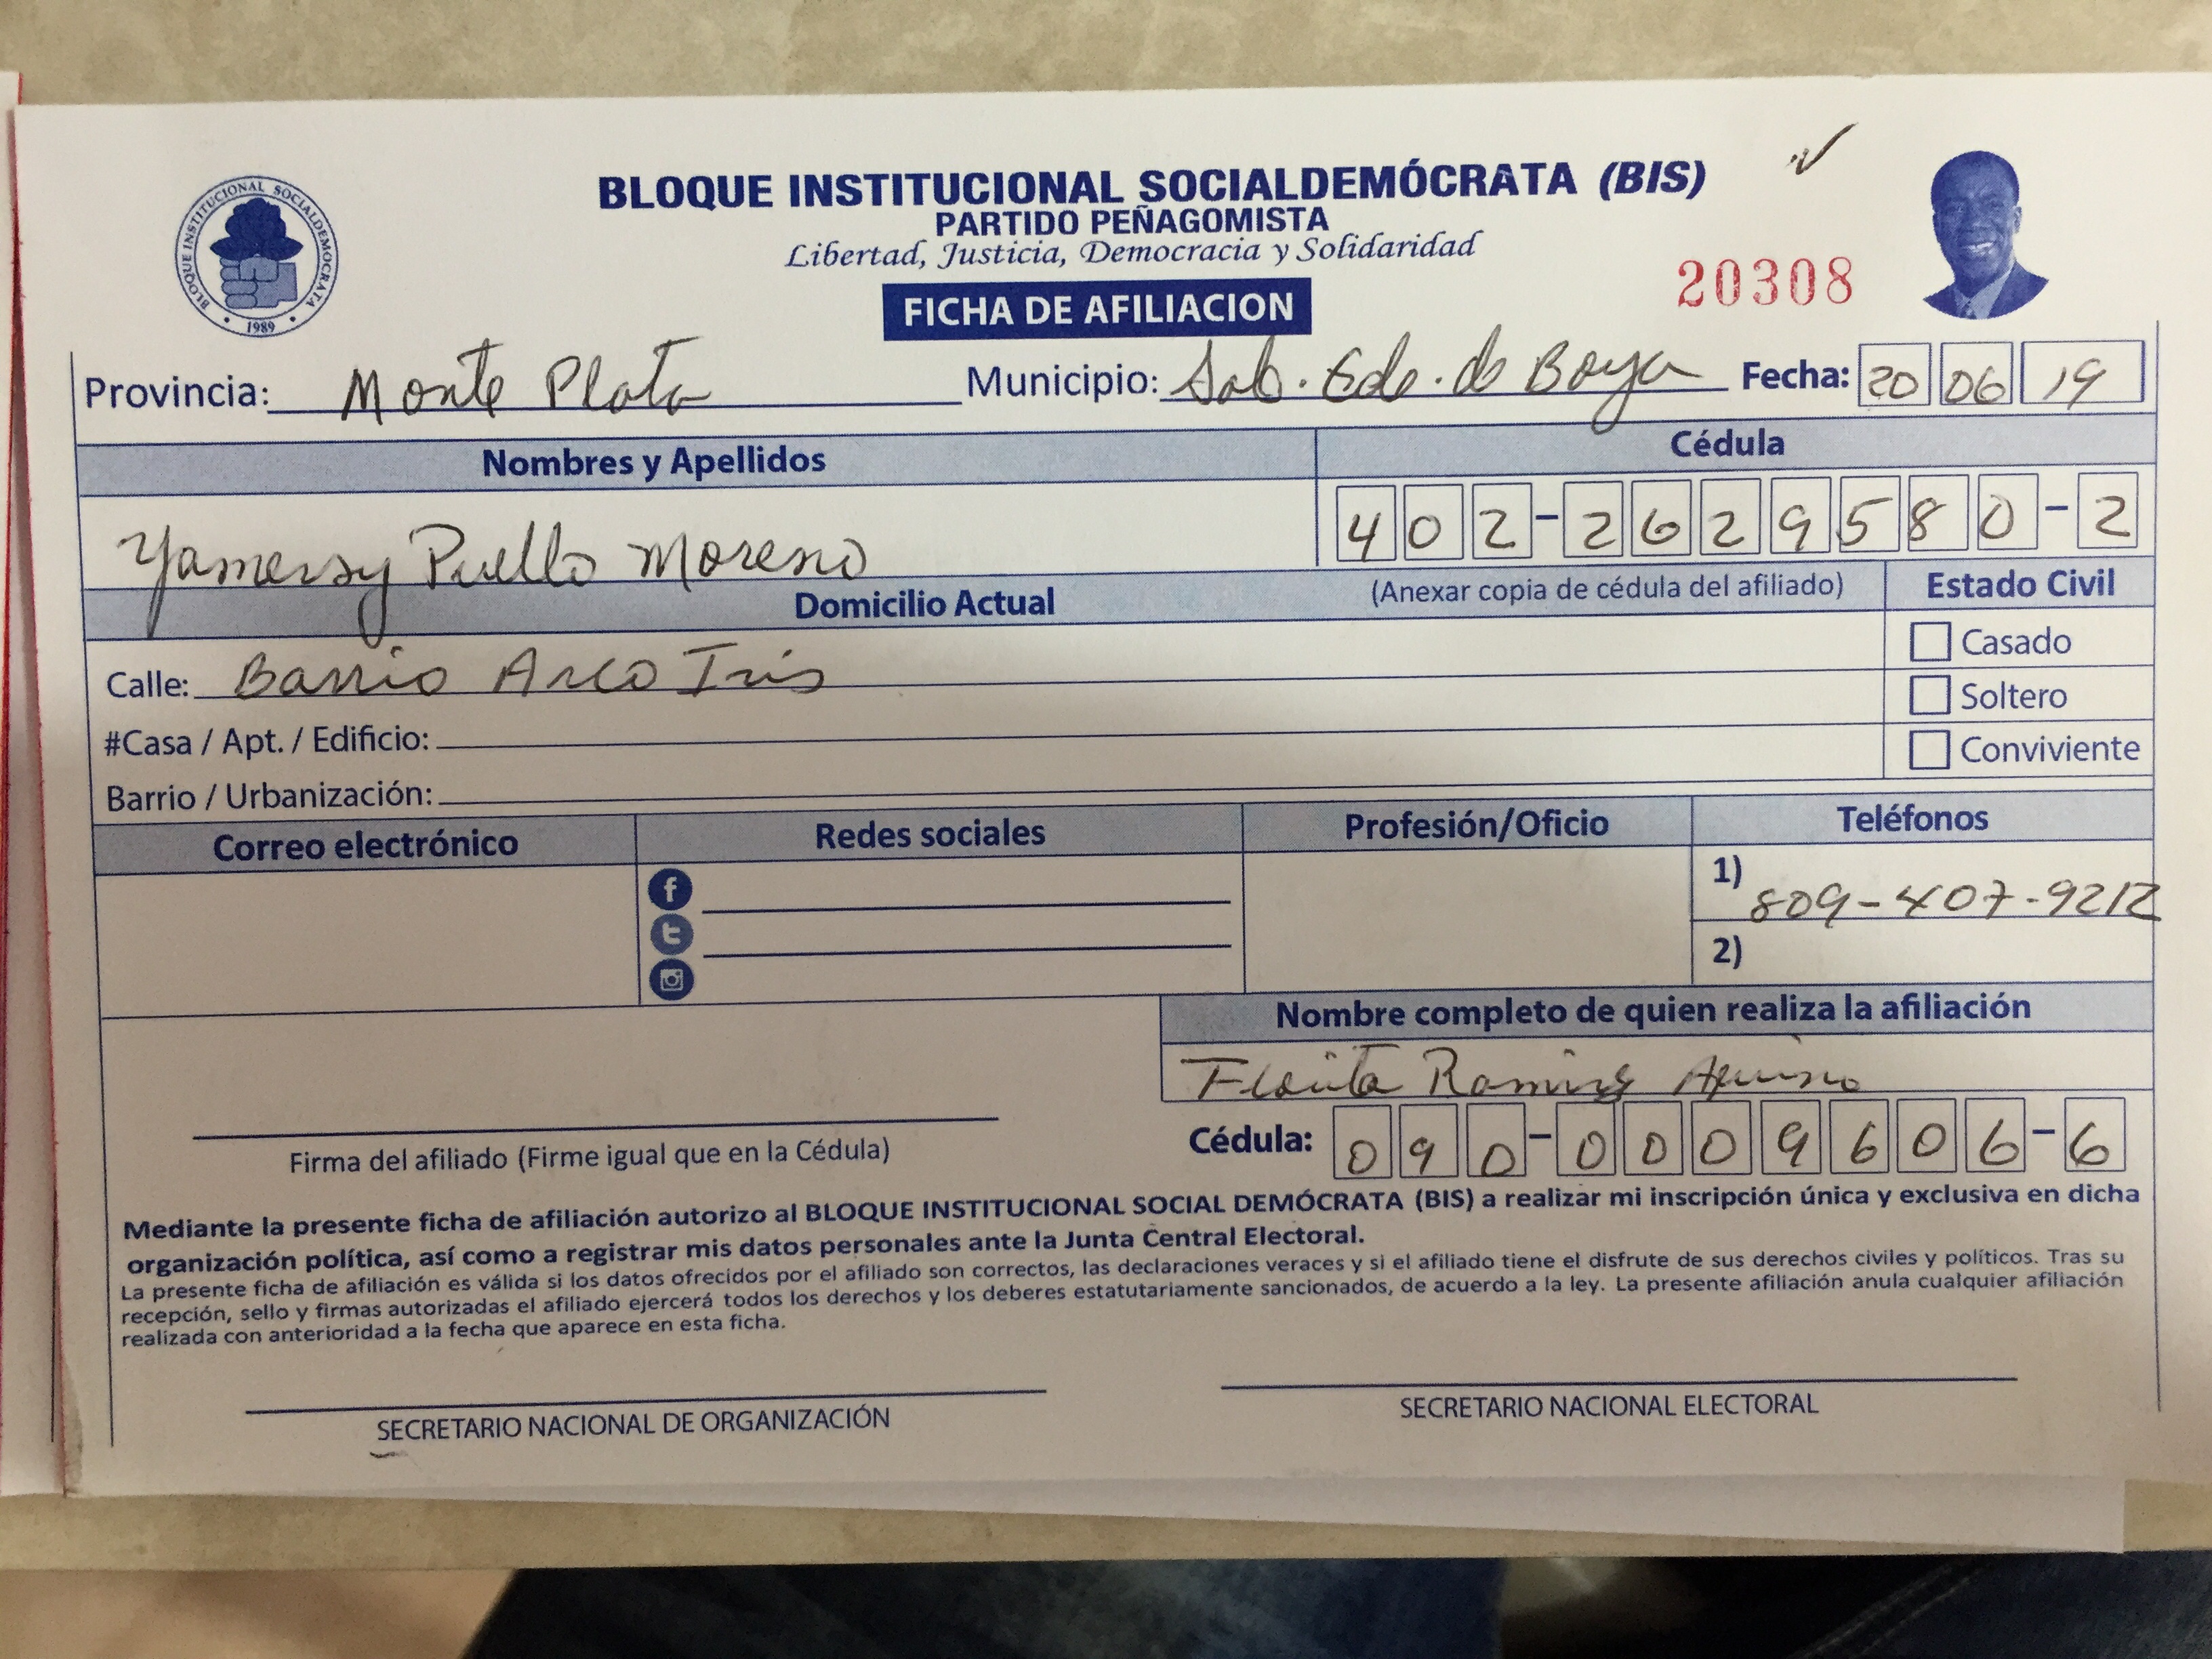 BLOQUE INSTITUCIONAL SOCIALDEMOCRATA
1989
BLOQUE INSTITUCIONAL SOCIALDEMÓCRATA (BIS)
PARTIDO PEÑAGOMISTA
Libertad, Justicia, Democracia y Solidaridad
20308
FICHA DE AFILIACION
Provincia: Monte Plata Municipio: Sab. Gde. de Boya Fecha: 20 06 19
Nombres y Apellidos Cédula
Yamersy Puello Moreno 402-2629580-2
Domicilio Actual (Anexar copia de cédula del afiliado) Estado Civil
Calle: Barrio Arco Iris Casado
#Casa / Apt. / Edificio: Soltero
Barrio / Urbanización: Conviviente
Correo electrónico Redes sociales Profesión/Oficio Teléfonos
1) 809-407-9212
2)
Nombre completo de quien realiza la afiliación
Florita Ramirez Aquino
Cédula: 090-0009606-6
Firma del afiliado (Firme igual que en la Cédula)
Mediante la presente ficha de afiliación autorizo al BLOQUE INSTITUCIONAL SOCIAL DEMÓCRATA (BIS) a realizar mi inscripción única y exclusiva en dicha
organización política, así como a registrar mis datos personales ante la Junta Central Electoral.
La presente ficha de afiliación es válida si los datos ofrecidos por el afiliado son correctos, las declaraciones veraces y si el afiliado tiene el disfrute de sus derechos civiles y políticos. Tras su
recepción, sello y firmas autorizadas el afiliado ejercerá todos los derechos y los deberes estatutariamente sancionados, de acuerdo a la ley. La presente afiliación anula cualquier afiliación
realizada con anterioridad a la fecha que aparece en esta ficha.
SECRETARIO NACIONAL DE ORGANIZACIÓN SECRETARIO NACIONAL ELECTORAL